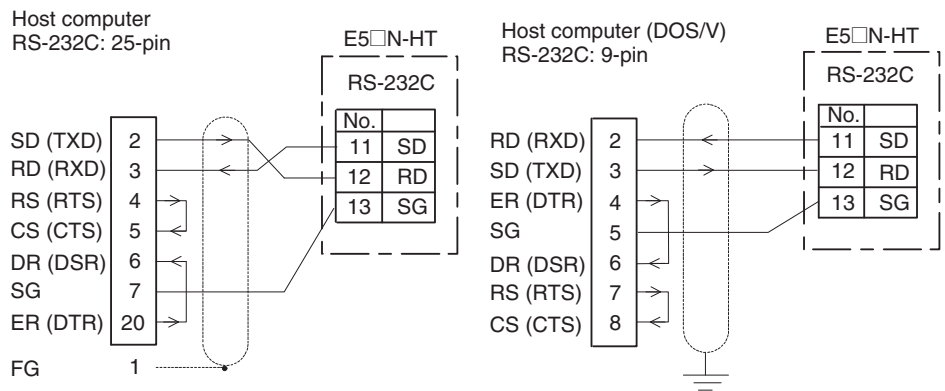 Host computer
RS-232C: 25-pin
E5□N-HT
RS-232C
No.
11 SD
12 RD
13 SG
SD (TXD) 2
RD (RXD) 3
RS (RTS) 4
CS (CTS) 5
DR (DSR) 6
SG 7
ER (DTR) 20
FG 1
Host computer (DOS/V)
RS-232C: 9-pin
E5□N-HT
RS-232C
No.
11 SD
12 RD
13 SG
RD (RXD) 2
SD (TXD) 3
ER (DTR) 4
SG 5
DR (DSR) 6
RS (RTS) 7
CS (CTS) 8